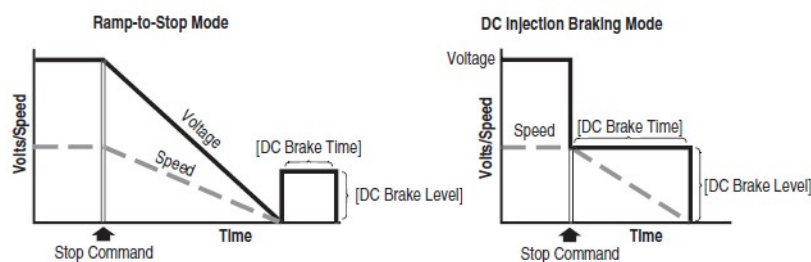 Ramp-to-Stop Mode
Volts/Speed
Voltage
Speed
[DC Brake Time]
[DC Brake Level]
Time
Stop Command
DC Injection Braking Mode
Voltage
Volts/Speed
Speed
[DC Brake Time]
[DC Brake Level]
Time
Stop Command